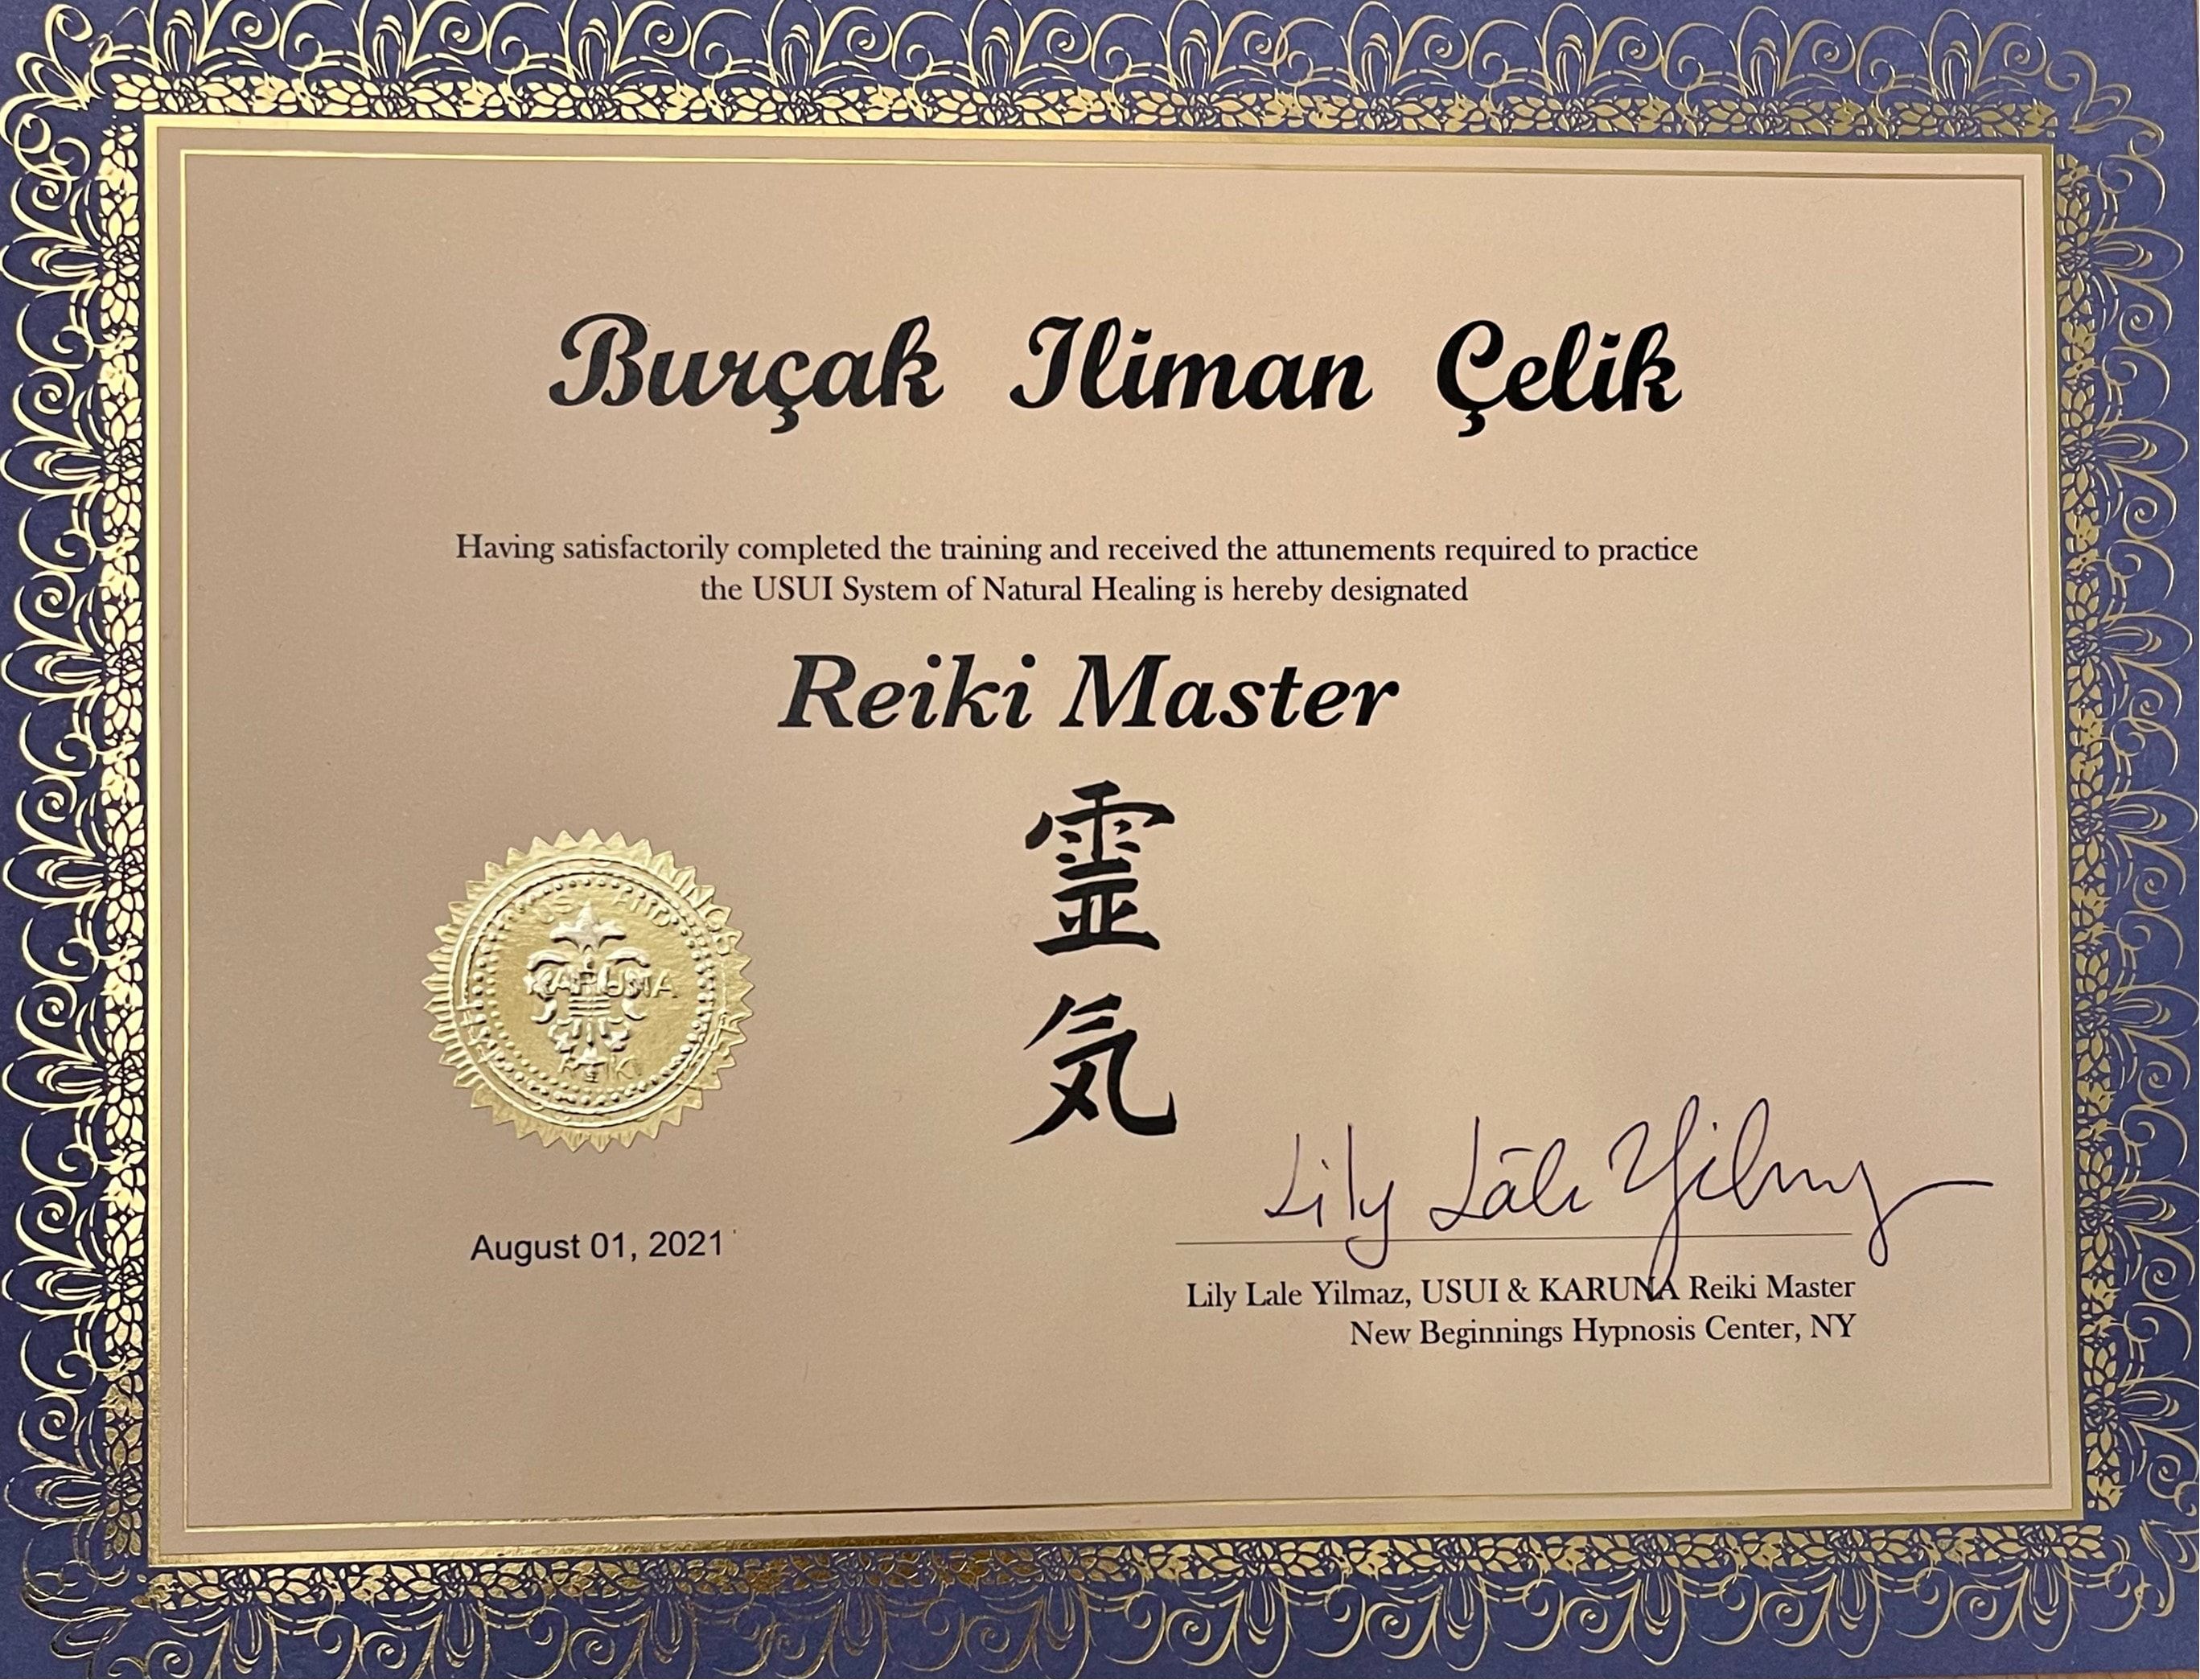 Burçak Iliman Çelik
Having satisfactorily completed the training and received the attunements required to practice
the USUI System of Natural Healing is hereby designated
Reiki Master
霊
気
KARUNA
REIKI
August 01, 2021
Lily Lâle Yilmaz
Lily Lale Yilmaz, USUI & KARUNA Reiki Master
New Beginnings Hypnosis Center, NY